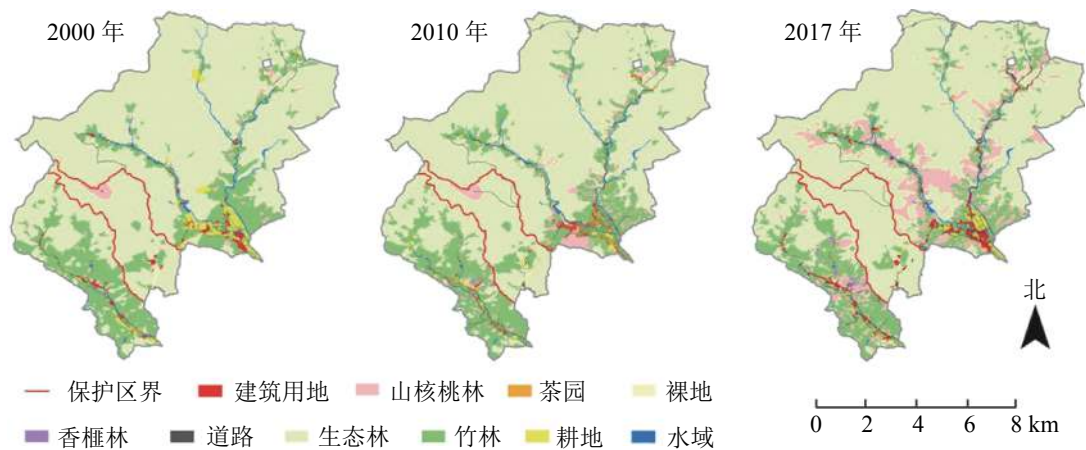 2000 年
2010 年
2017 年
北
保护区界
建筑用地
山核桃林
茶园
裸地
香榧林
道路
生态林
竹林
耕地
水域
0 2 4 6 8 km